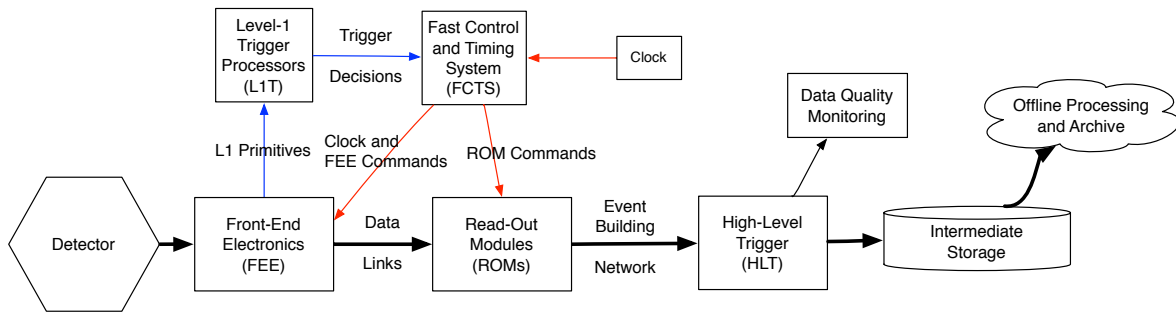 Level-1
Trigger
Processors
(L1T)
Trigger
Decisions
Fast Control
and Timing
System
(FCTS)
Clock
Data Quality
Monitoring
Offline Processing
and Archive
L1 Primitives
Clock and
FEE Commands
ROM Commands
Detector
Front-End
Electronics
(FEE)
Data
Links
Read-Out
Modules
(ROMs)
Event
Building
Network
High-Level
Trigger
(HLT)
Intermediate
Storage